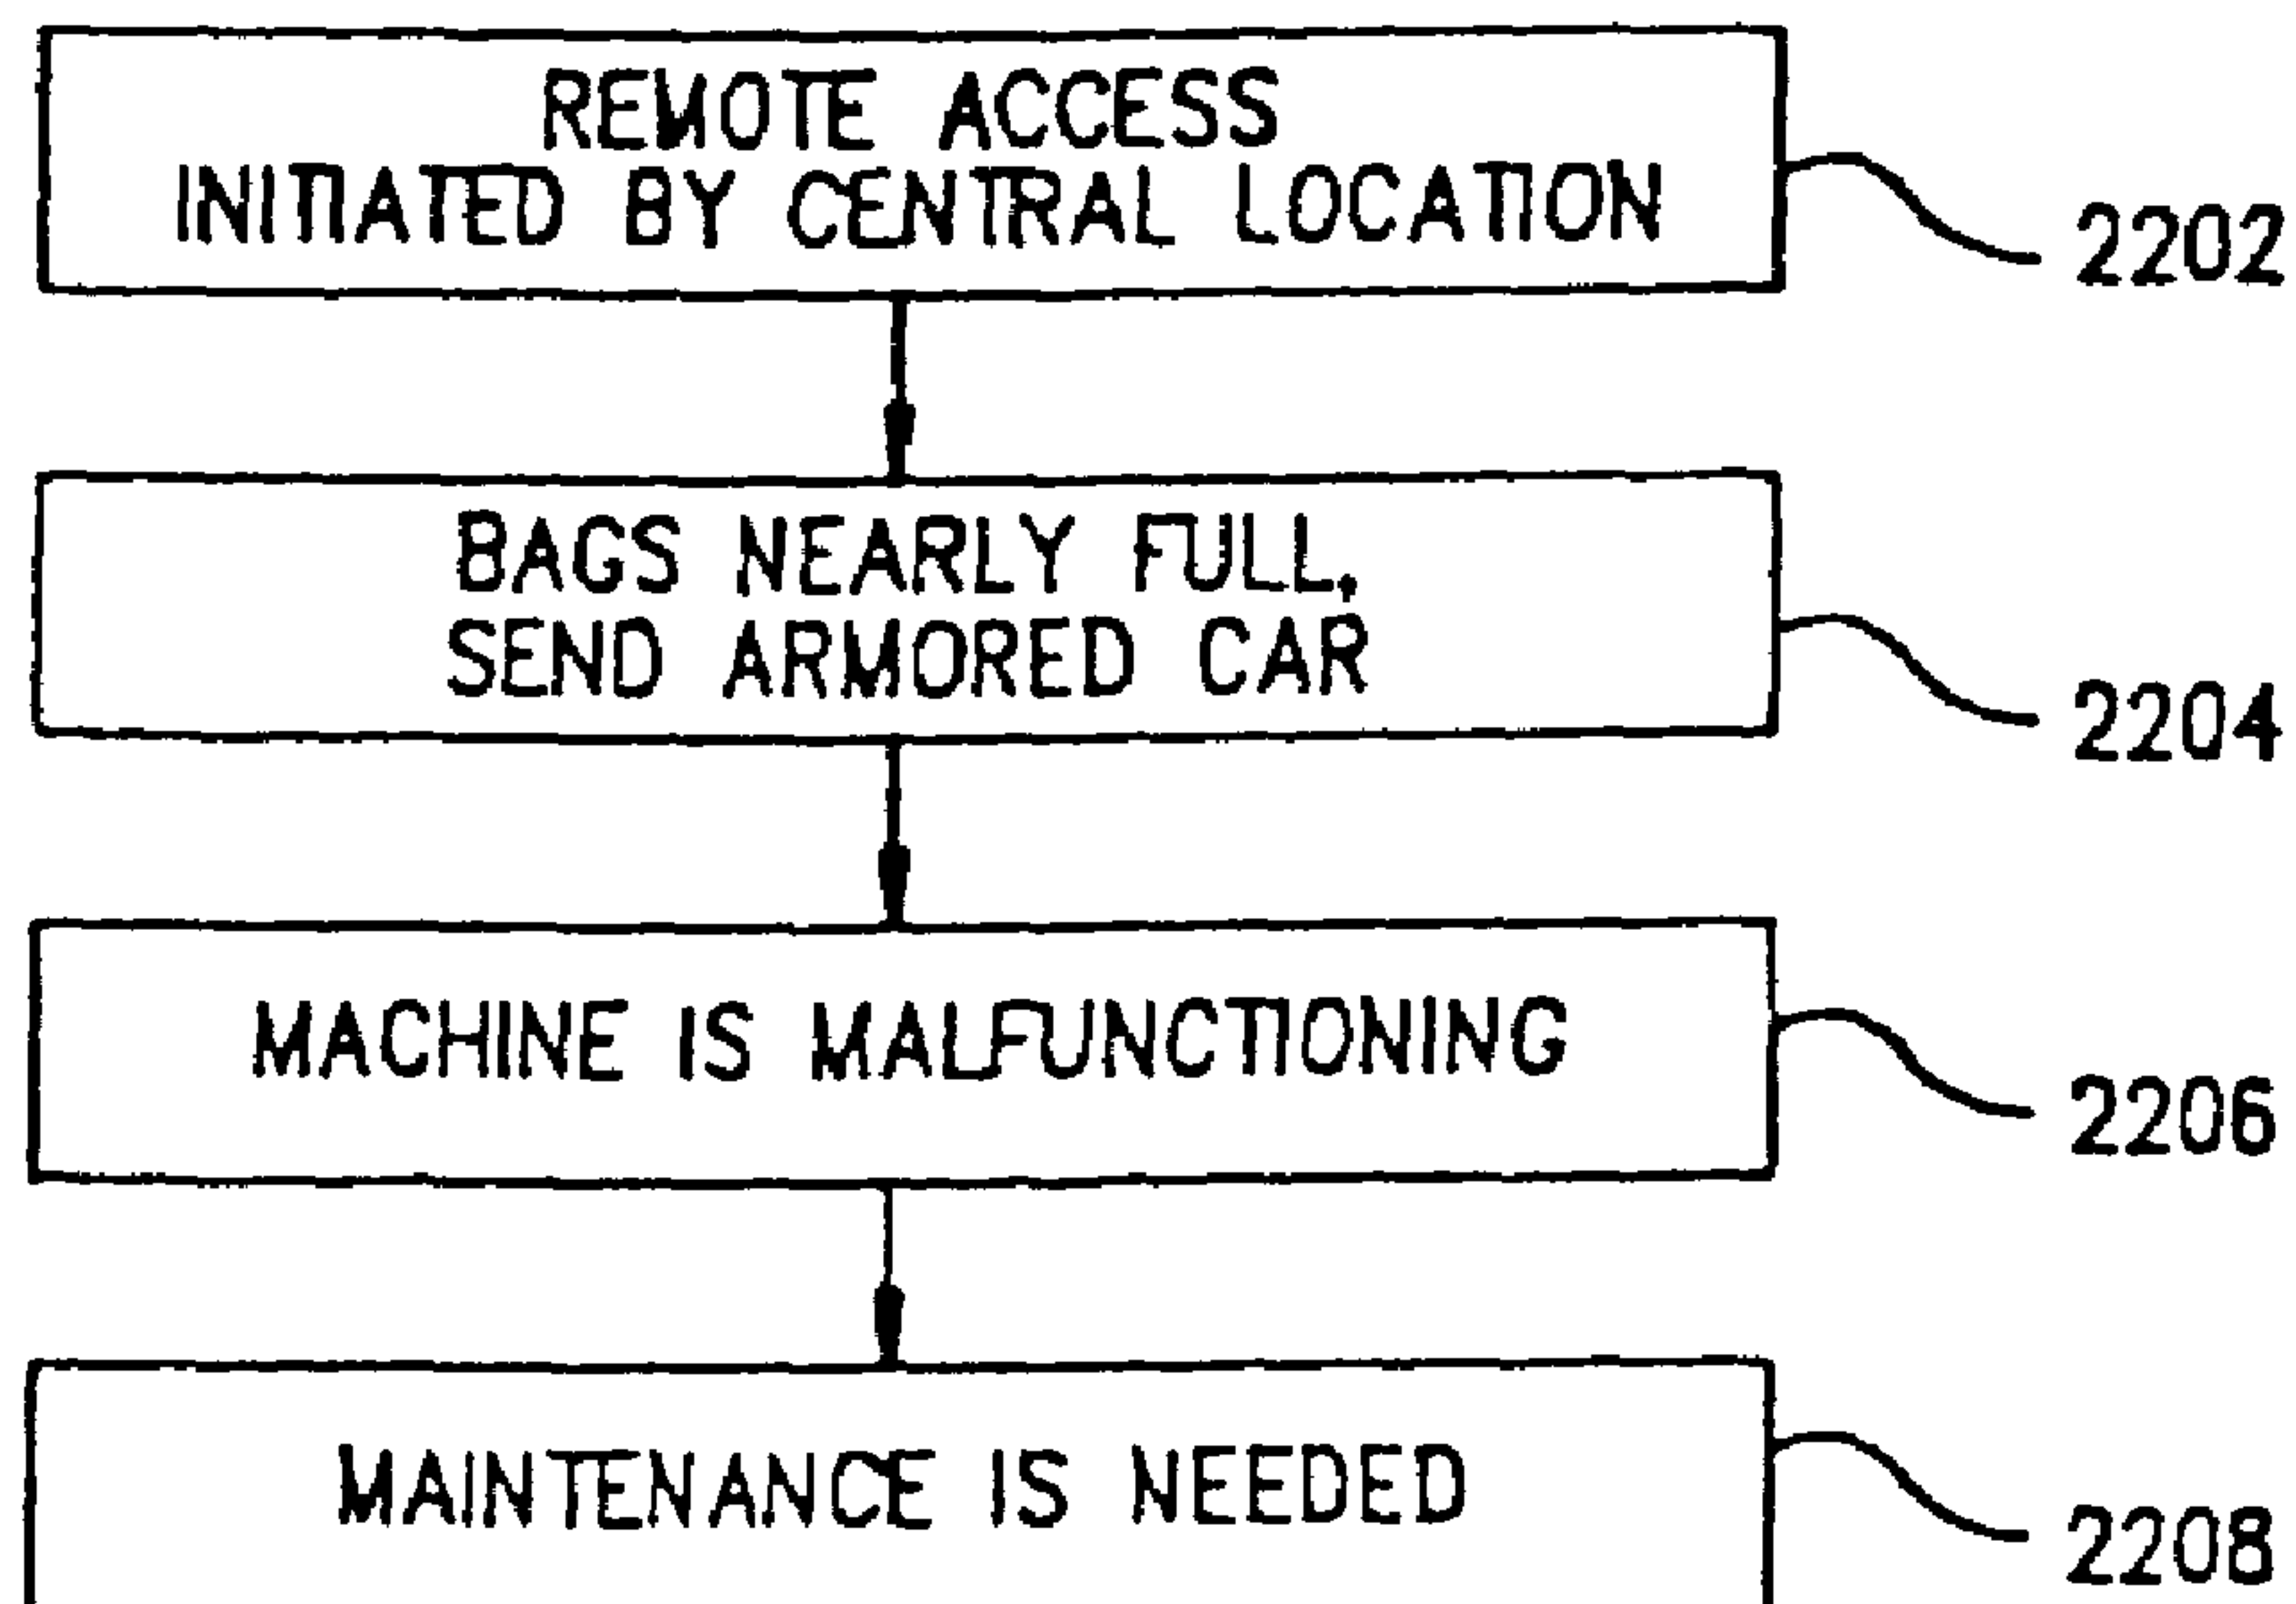 REMOTE ACCESS
INITIATED BY CENTRAL LOCATION
2202
BAGS NEARLY FULL,
SEND ARMORED CAR
2204
MACHINE IS MALFUNCTIONING
2206
MAINTENANCE IS NEEDED
2208